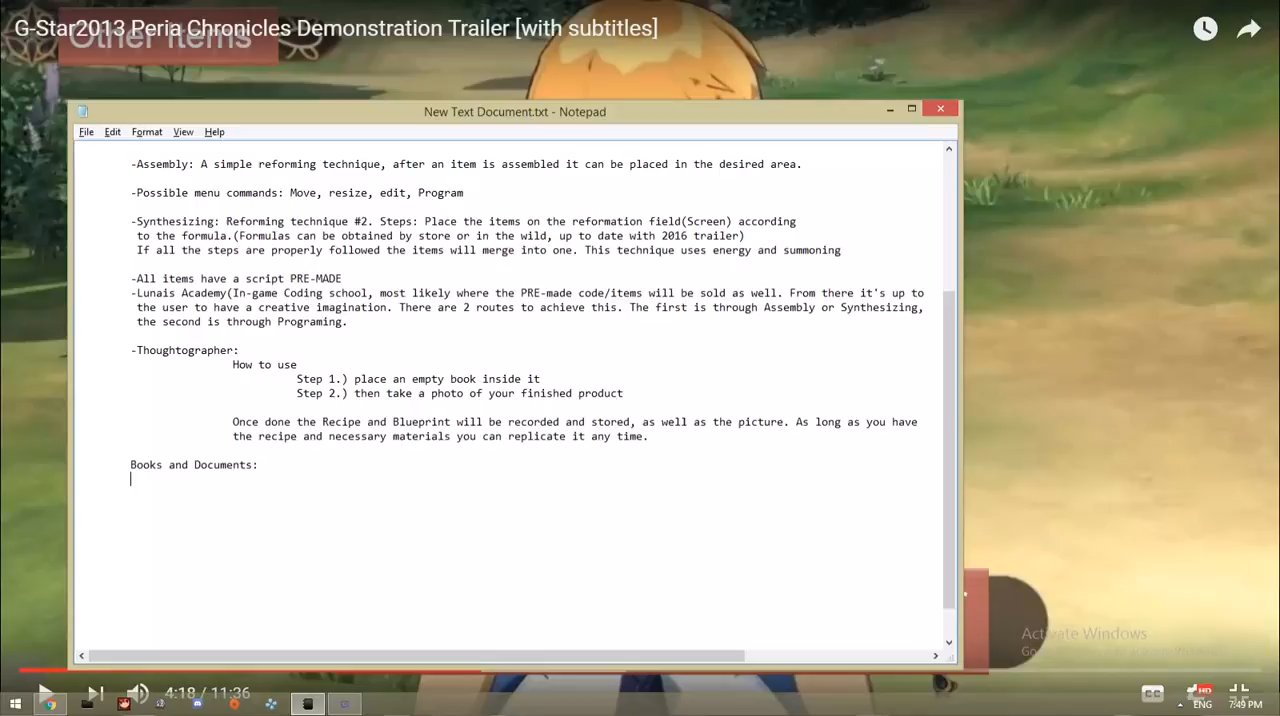 G-Star2013 Peria Chronicles Demonstration Trailer [with subtitles]
Other Items
New Text Document.txt - Notepad
File Edit Format View Help
-Assembly: A simple reforming technique, after an item is assembled it can be placed in the desired area.
-Possible menu commands: Move, resize, edit, Program
-Synthesizing: Reforming technique #2. Steps: Place the items on the reformation field(Screen) according
to the formula.(Formulas can be obtained by store or in the wild, up to date with 2016 trailer)
If all the steps are properly followed the items will merge into one. This technique uses energy and summoning
-All items have a script PRE-MADE
-Lunais Academy(In-game Coding school, most likely where the PRE-made code/items will be sold as well. From there it's up to
the user to have a creative imagination. There are 2 routes to achieve this. The first is through Assembly or Synthesizing,
the second is through Programing.
-Thoughtographer:
How to use
Step 1.) place an empty book inside it
Step 2.) then take a photo of your finished product
Once done the Recipe and Blueprint will be recorded and stored, as well as the picture. As long as you have
the recipe and necessary materials you can replicate it any time.
Books and Documents:
Activate Windows
4:18 / 11:36
CC
HD
ENG
7:49 PM